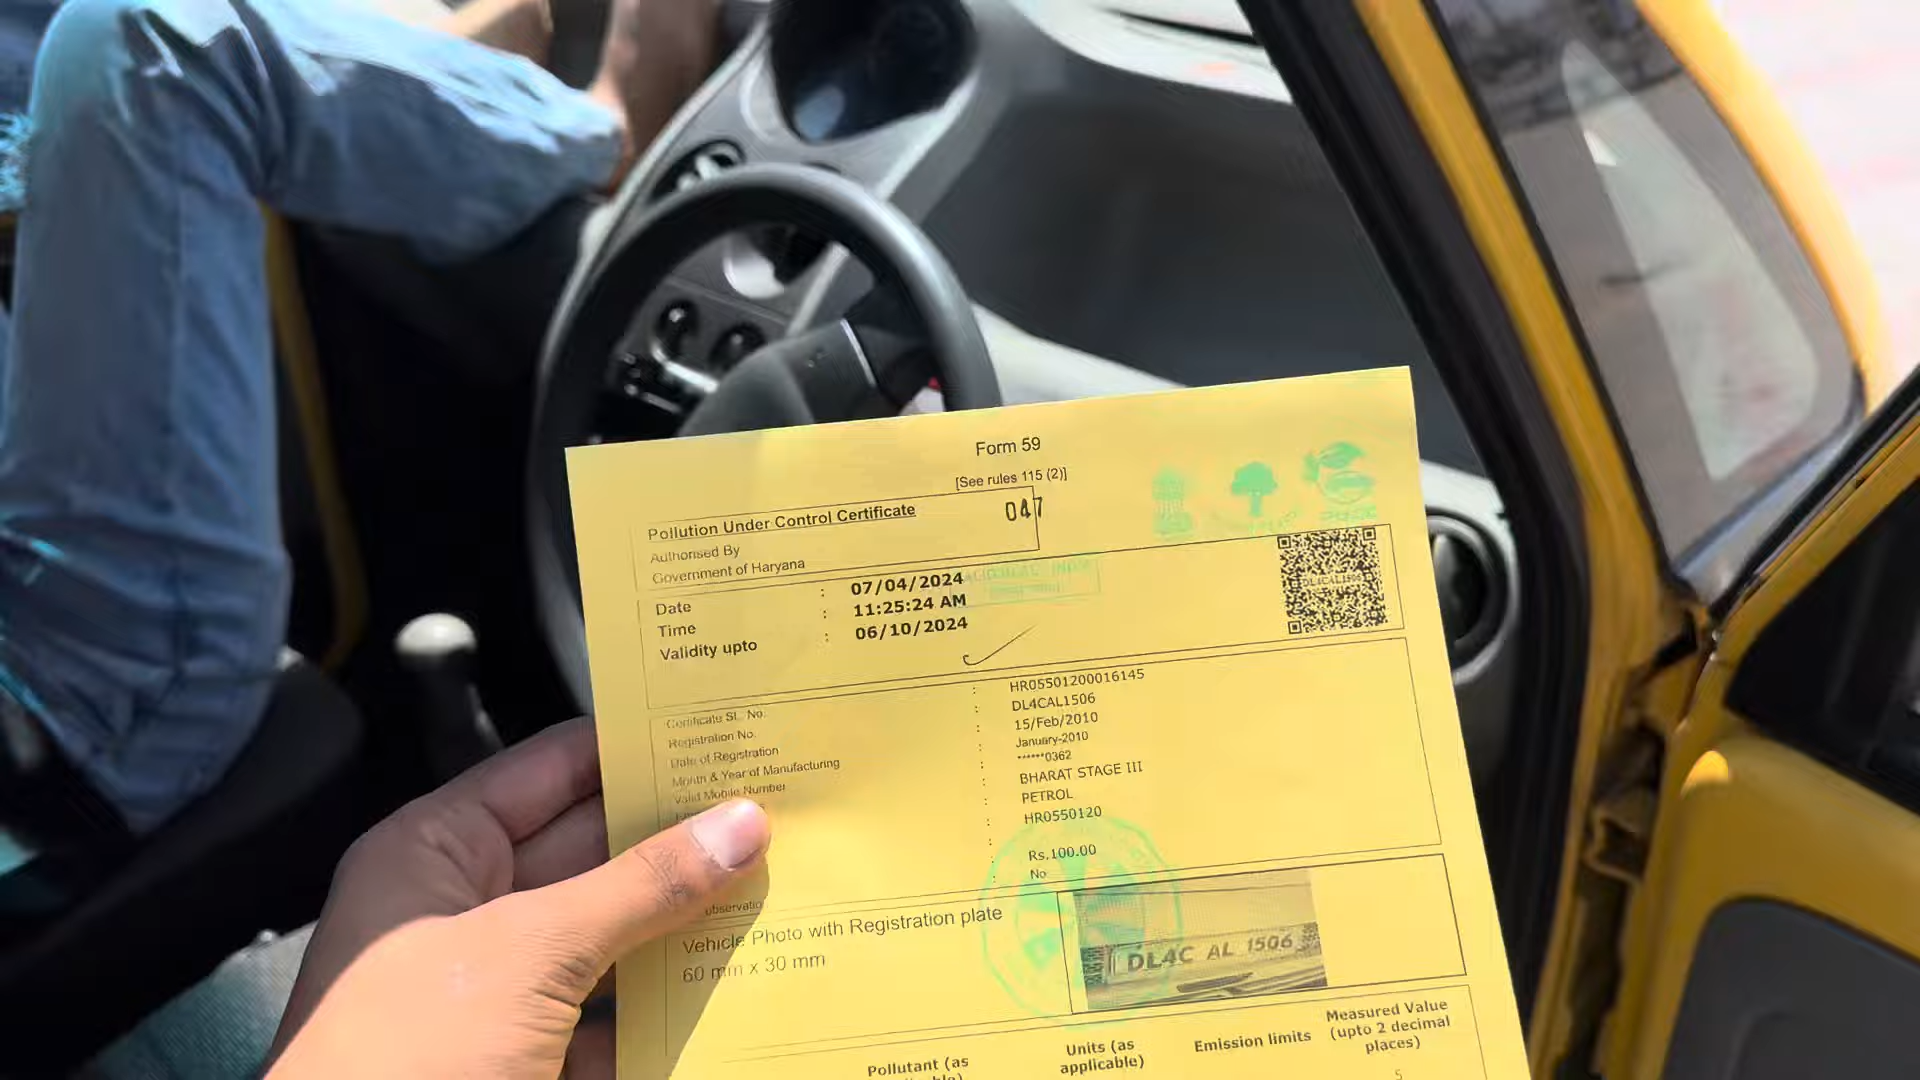 Form 59
[See rules 115 (2)]
Pollution Under Control Certificate
047
Authorised By
Government of Haryana
Date : 07/04/2024
Time : 11:25:24 AM
Validity upto : 06/10/2024
DL4CAL1506
Certificate SL. No. : HR05501200016145
Registration No. : DL4CAL1506
Date of Registration : 15/Feb/2010
Month & Year of Manufacturing : January-2010
Valid Mobile Number : ******0362
: BHARAT STAGE III
: PETROL
: HR0550120
: Rs.100.00
: No
Vehicle Photo with Registration plate
60 mm x 30 mm
DL4C AL 1506
Pollutant (as
Units (as applicable)
Emission limits
Measured Value
(upto 2 decimal
places)
5